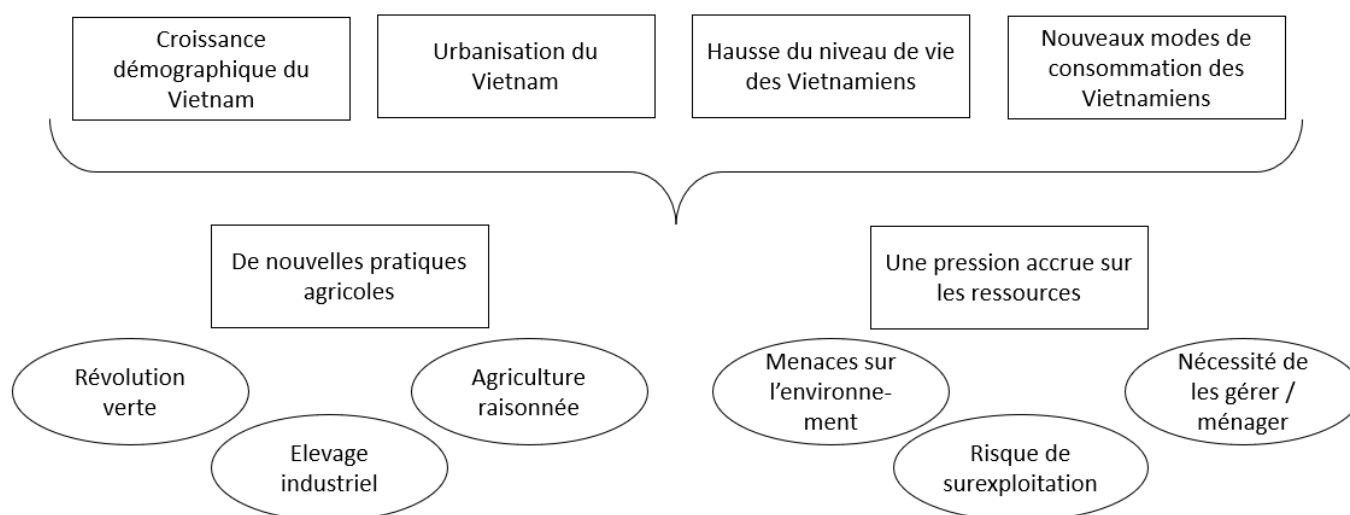 Croissance
démographique du
Vietnam
Urbanisation du
Vietnam
Hausse du niveau de vie
des Vietnamiens
Nouveaux modes de
consommation des
Vietnamiens
De nouvelles pratiques
agricoles
Une pression accrue sur
les ressources
Révolution
verte
Elevage
industriel
Agriculture
raisonnée
Menaces sur
l’environne-
ment
Risque de
surexploitation
Nécessité de
les gérer /
ménager